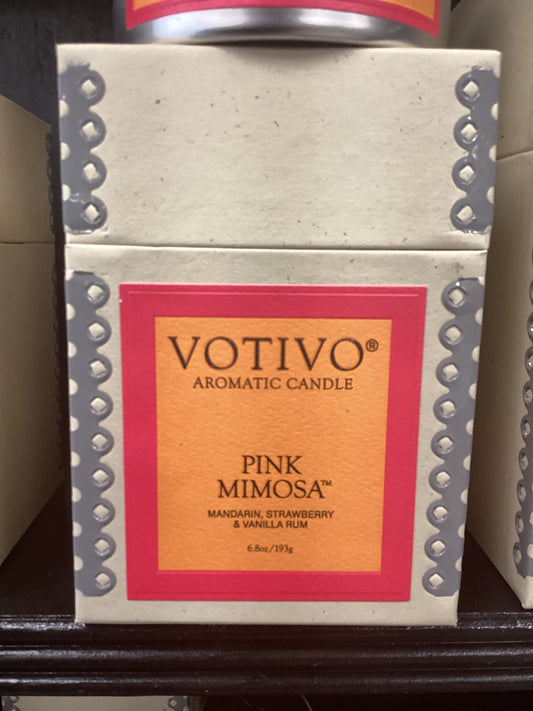 VOTIVO®
AROMATIC CANDLE
PINK
MIMOSA™
MANDARIN, STRAWBERRY
& VANILLA RUM
6.8oz/193g